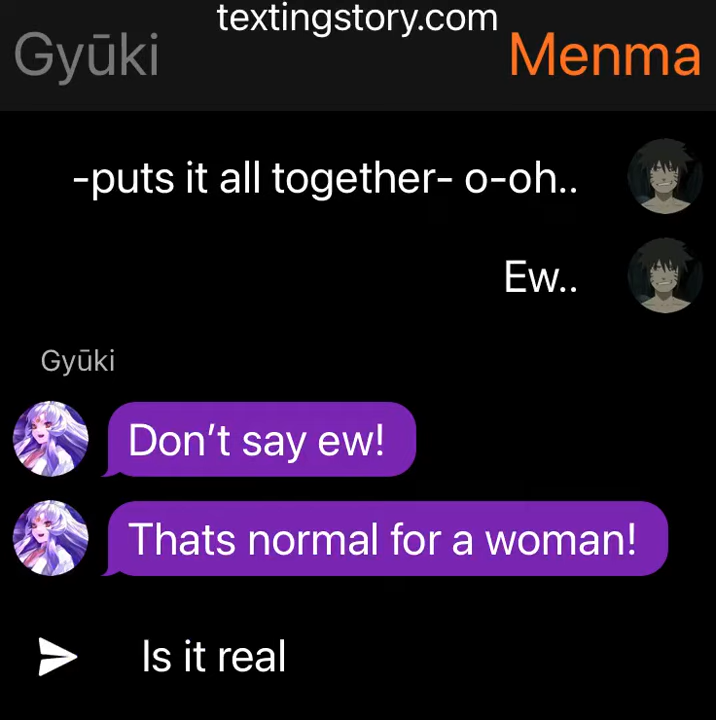 textingstory.com
Gyūki
Menma
-puts it all together- o-oh..
Ew..
Gyūki
Don’t say ew!
Thats normal for a woman!
Is it real